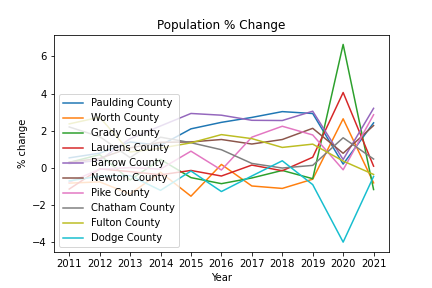 Population % Change
% change
6
4
2
0
−2
−4
Paulding County
Worth County
Grady County
Laurens County
Barrow County
Newton County
Pike County
Chatham County
Fulton County
Dodge County
2011 2012 2013 2014 2015 2016 2017 2018 2019 2020 2021
Year